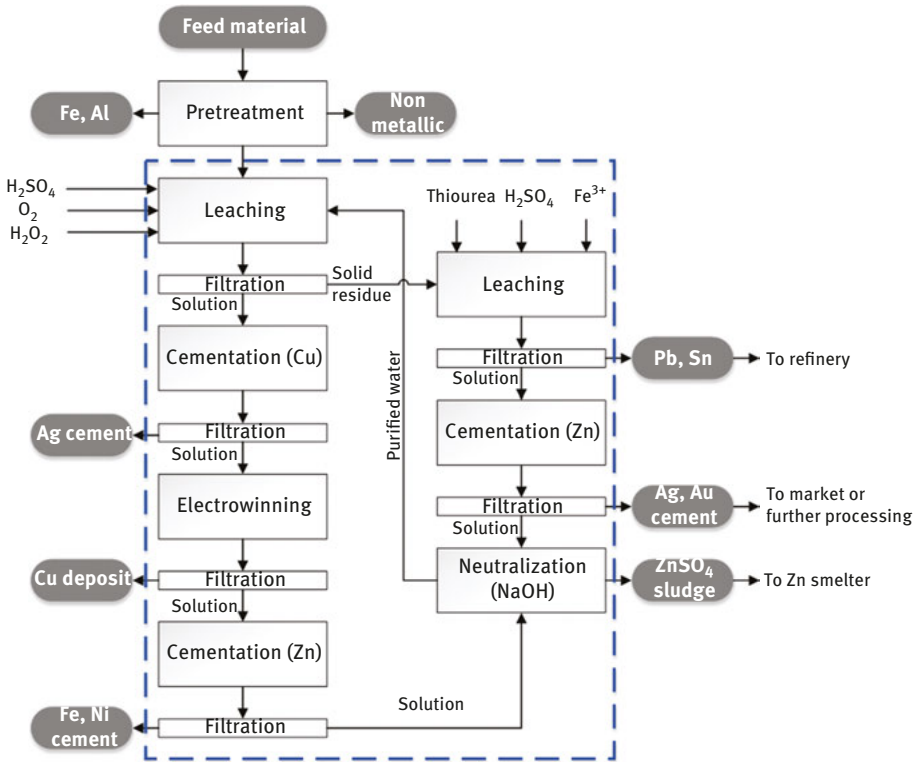 Feed material
Fe, Al
Pretreatment
Non
metallic
H₂SO₄
O₂
H₂O₂
Leaching
Thiourea H₂SO₄ Fe³⁺
Filtration
Solution
Solid
residue
Leaching
Cementation (Cu)
Purified water
Filtration
Solution
Pb, Sn
To refinery
Ag cement
Filtration
Solution
Cementation (Zn)
Electrowinning
Filtration
Solution
Ag, Au
cement
To market or
further processing
Cu deposit
Filtration
Solution
Neutralization
(NaOH)
ZnSO₄
sludge
To Zn smelter
Cementation (Zn)
Fe, Ni
cement
Filtration
Solution